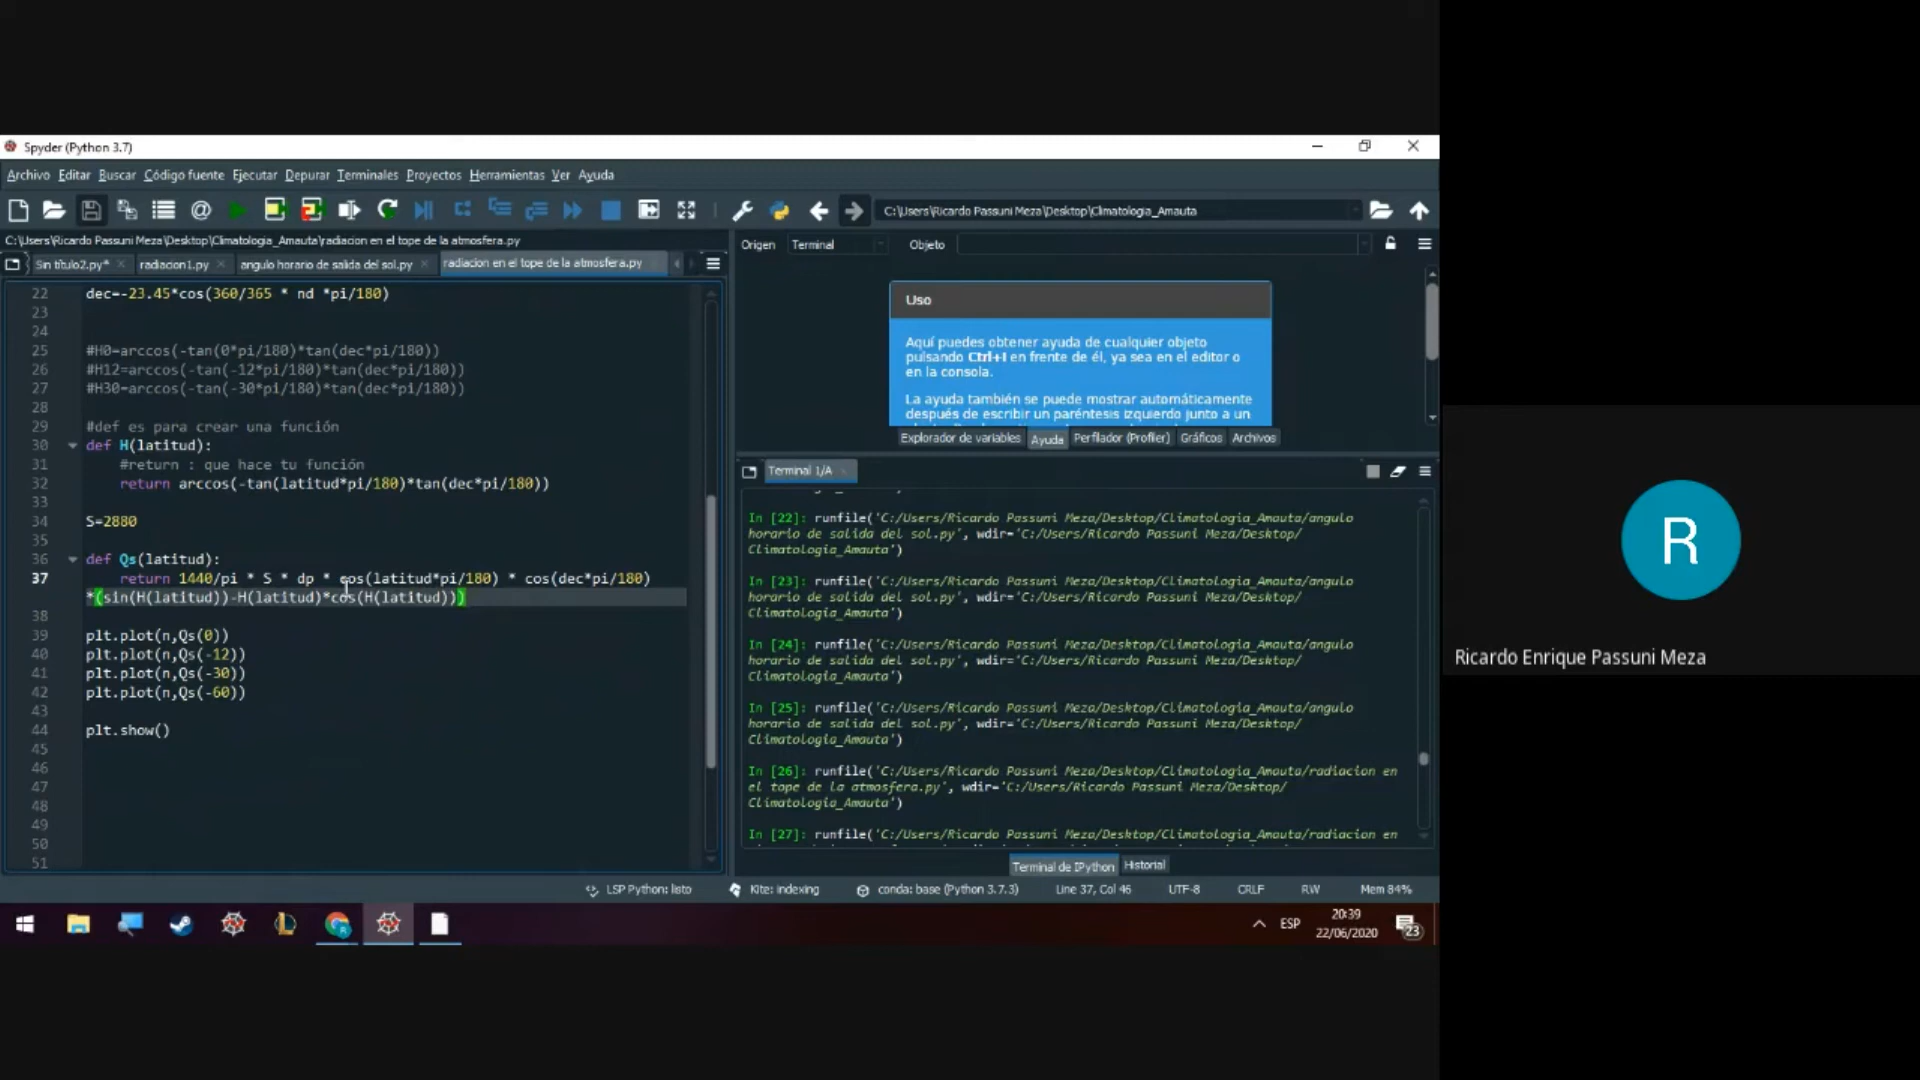 Spyder (Python 3.7)
Archivo Editar Buscar Código fuente Ejecutar Depurar Terminales Proyectos Herramientas Ver Ayuda
C:\Users\Ricardo Passuni Meza\Desktop\Climatologia_Amauta
C:\Users\Ricardo Passuni Meza\Desktop\Climatologia_Amauta\radiacion en el tope de la atmosfera.py
Sin título2.py* radiacion1.py angulo horario de salida del sol.py radiacion en el tope de la atmosfera.py
22 dec=-23.45*cos(360/365 * nd *pi/180)
23
24
25 #H0=arccos(-tan(0*pi/180)*tan(dec*pi/180))
26 #H12=arccos(-tan(-12*pi/180)*tan(dec*pi/180))
27 #H30=arccos(-tan(-30*pi/180)*tan(dec*pi/180))
28
29 #def es para crear una función
30 def H(latitud):
31 #return : que hace tu función
32 return arccos(-tan(latitud*pi/180)*tan(dec*pi/180))
33
34 S=2880
35
36 def Qs(latitud):
37 return 1440/pi * S * dp * cos(latitud*pi/180) * cos(dec*pi/180)
*(sin(H(latitud))-H(latitud)*cos(H(latitud)))
38
39 plt.plot(n,Qs(0))
40 plt.plot(n,Qs(-12))
41 plt.plot(n,Qs(-30))
42 plt.plot(n,Qs(-60))
43
44 plt.show()
45
46
47
48
49
50
51
Origen Terminal Objeto
Uso
Aquí puedes obtener ayuda de cualquier objeto
pulsando Ctrl+I en frente de él, ya sea en el editor o
en la consola.
La ayuda también se puede mostrar automáticamente
después de escribir un paréntesis izquierdo junto a un
Explorador de variables Ayuda Perfilador (Profiler) Gráficos Archivos
Terminal 1/A
In [22]: runfile('C:/Users/Ricardo Passuni Meza/Desktop/Climatologia_Amauta/angulo
horario de salida del sol.py', wdir='C:/Users/Ricardo Passuni Meza/Desktop/
Climatologia_Amauta')
In [23]: runfile('C:/Users/Ricardo Passuni Meza/Desktop/Climatologia_Amauta/angulo
horario de salida del sol.py', wdir='C:/Users/Ricardo Passuni Meza/Desktop/
Climatologia_Amauta')
In [24]: runfile('C:/Users/Ricardo Passuni Meza/Desktop/Climatologia_Amauta/angulo
horario de salida del sol.py', wdir='C:/Users/Ricardo Passuni Meza/Desktop/
Climatologia_Amauta')
In [25]: runfile('C:/Users/Ricardo Passuni Meza/Desktop/Climatologia_Amauta/angulo
horario de salida del sol.py', wdir='C:/Users/Ricardo Passuni Meza/Desktop/
Climatologia_Amauta')
In [26]: runfile('C:/Users/Ricardo Passuni Meza/Desktop/Climatologia_Amauta/radiacion en
el tope de la atmosfera.py', wdir='C:/Users/Ricardo Passuni Meza/Desktop/
Climatologia_Amauta')
In [27]: runfile('C:/Users/Ricardo Passuni Meza/Desktop/Climatologia_Amauta/radiacion en
Terminal de IPython Historial
LSP Python: listo Kite: indexing conda: base (Python 3.7.3) Line 37, Col 46 UTF-8 CRLF RW Mem 84%
ESP
20:39
22/06/2020
23
R
Ricardo Enrique Passuni Meza